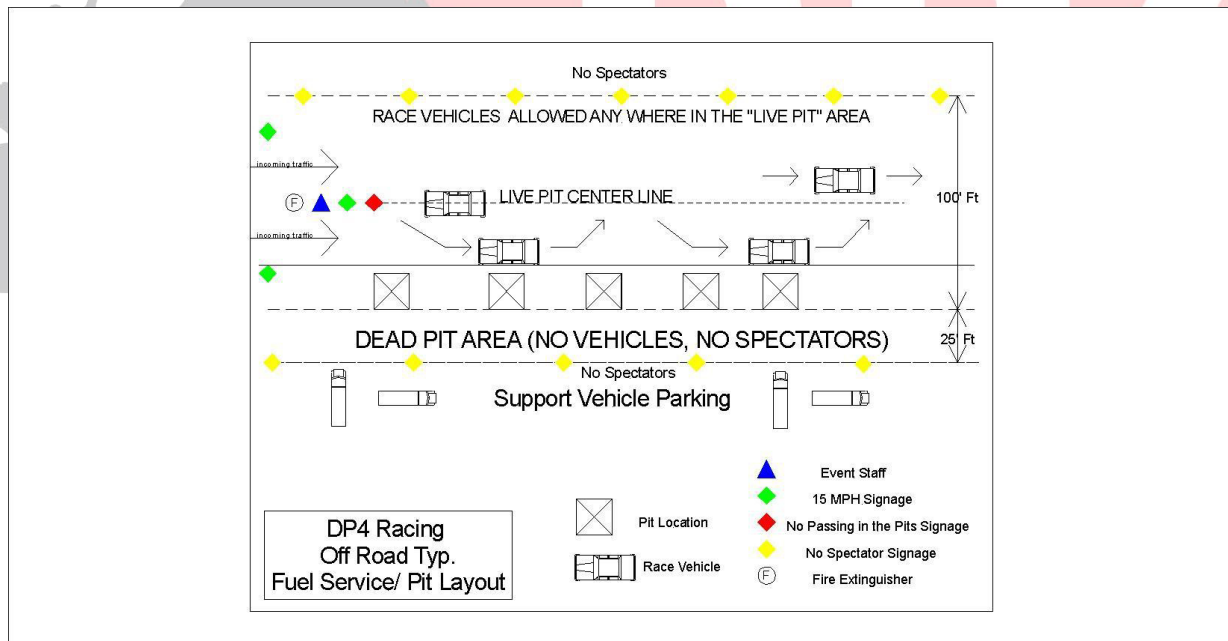 No Spectators
RACE VEHICLES ALLOWED ANY WHERE IN THE "LIVE PIT" AREA
incoming traffic
LIVE PIT CENTER LINE
100' Ft
F
incoming traffic
DEAD PIT AREA (NO VEHICLES, NO SPECTATORS)
25' Ft
No Spectators
Support Vehicle Parking
DP4 Racing
Off Road Typ.
Fuel Service/ Pit Layout
Pit Location
Race Vehicle
Event Staff
15 MPH Signage
No Passing in the Pits Signage
No Spectator Signage
F
Fire Extinguisher